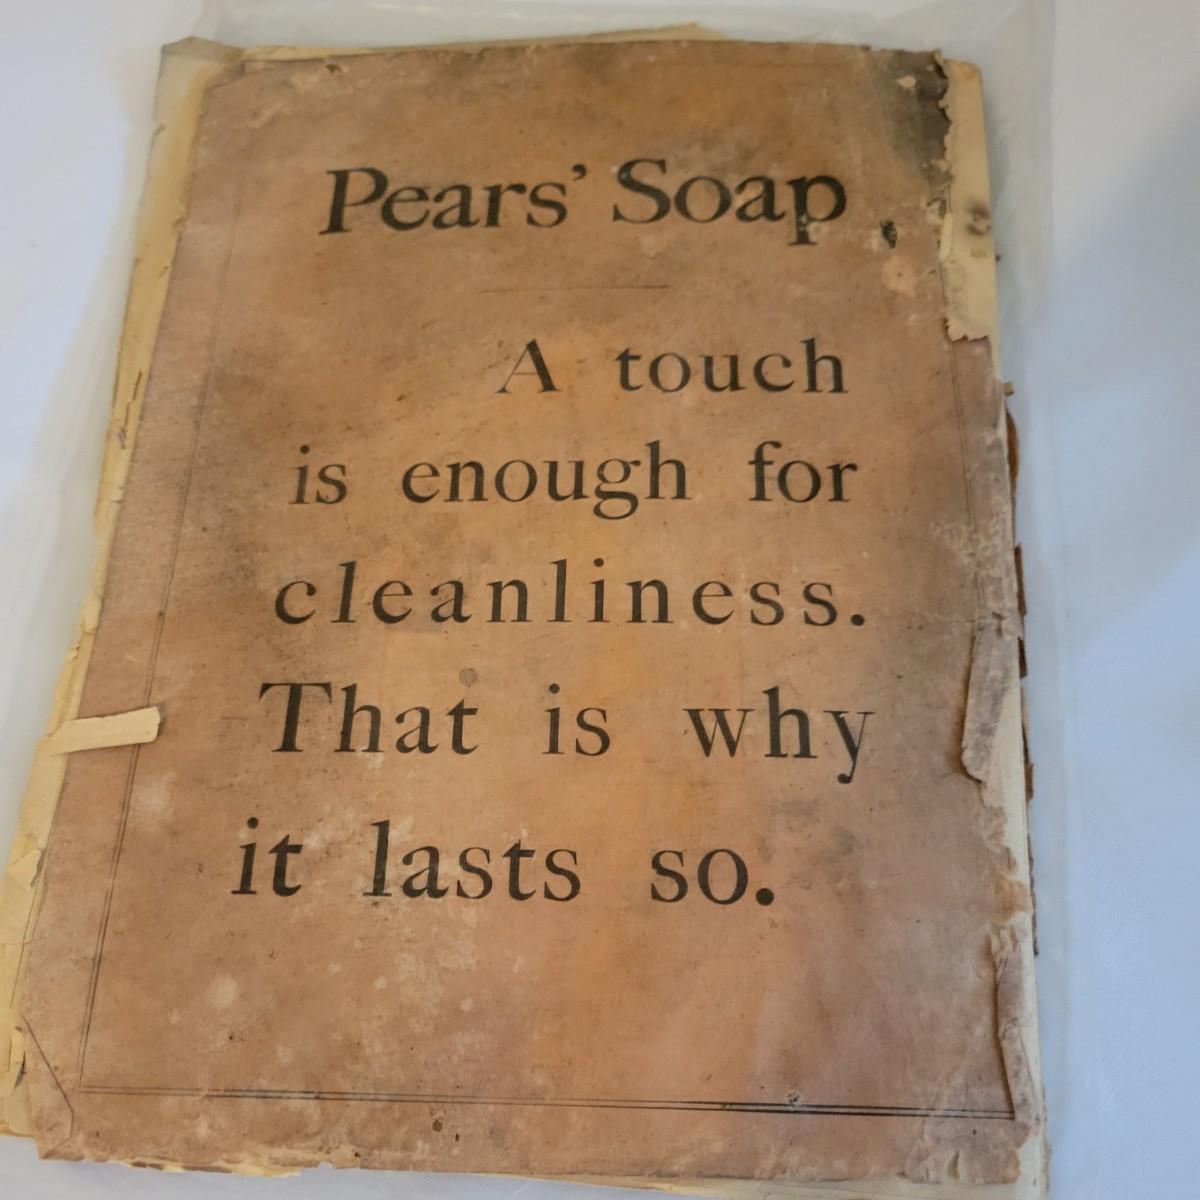 Pears' Soap
A touch
is enough for
cleanliness.
That is why
it lasts so.